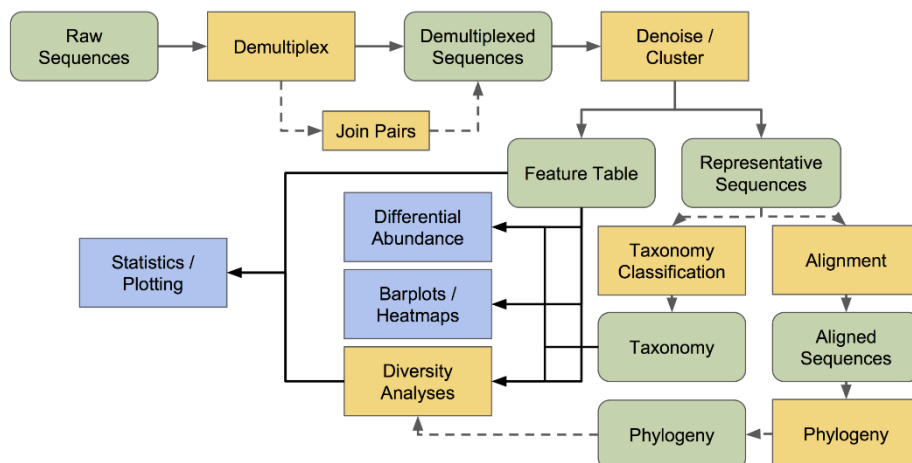 Raw
Sequences
Demultiplex
Demultiplexed
Sequences
Denoise /
Cluster
Join Pairs
Feature Table
Representative
Sequences
Differential
Abundance
Taxonomy
Classification
Alignment
Statistics /
Plotting
Barplots /
Heatmaps
Taxonomy
Aligned
Sequences
Diversity
Analyses
Phylogeny
Phylogeny